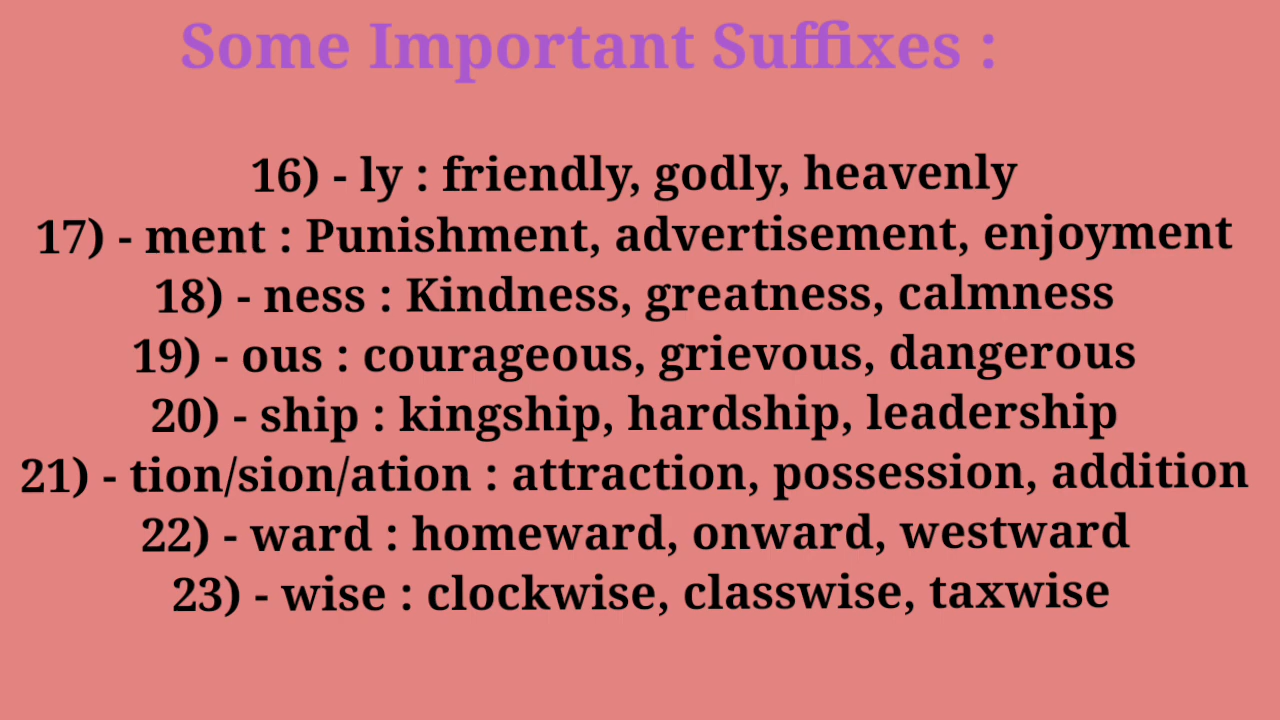 Some Important Suffixes :
16) - ly : friendly, godly, heavenly
17) - ment : Punishment, advertisement, enjoyment
18) - ness : Kindness, greatness, calmness
19) - ous : courageous, grievous, dangerous
20) - ship : kingship, hardship, leadership
21) - tion/sion/ation : attraction, possession, addition
22) - ward : homeward, onward, westward
23) - wise : clockwise, classwise, taxwise